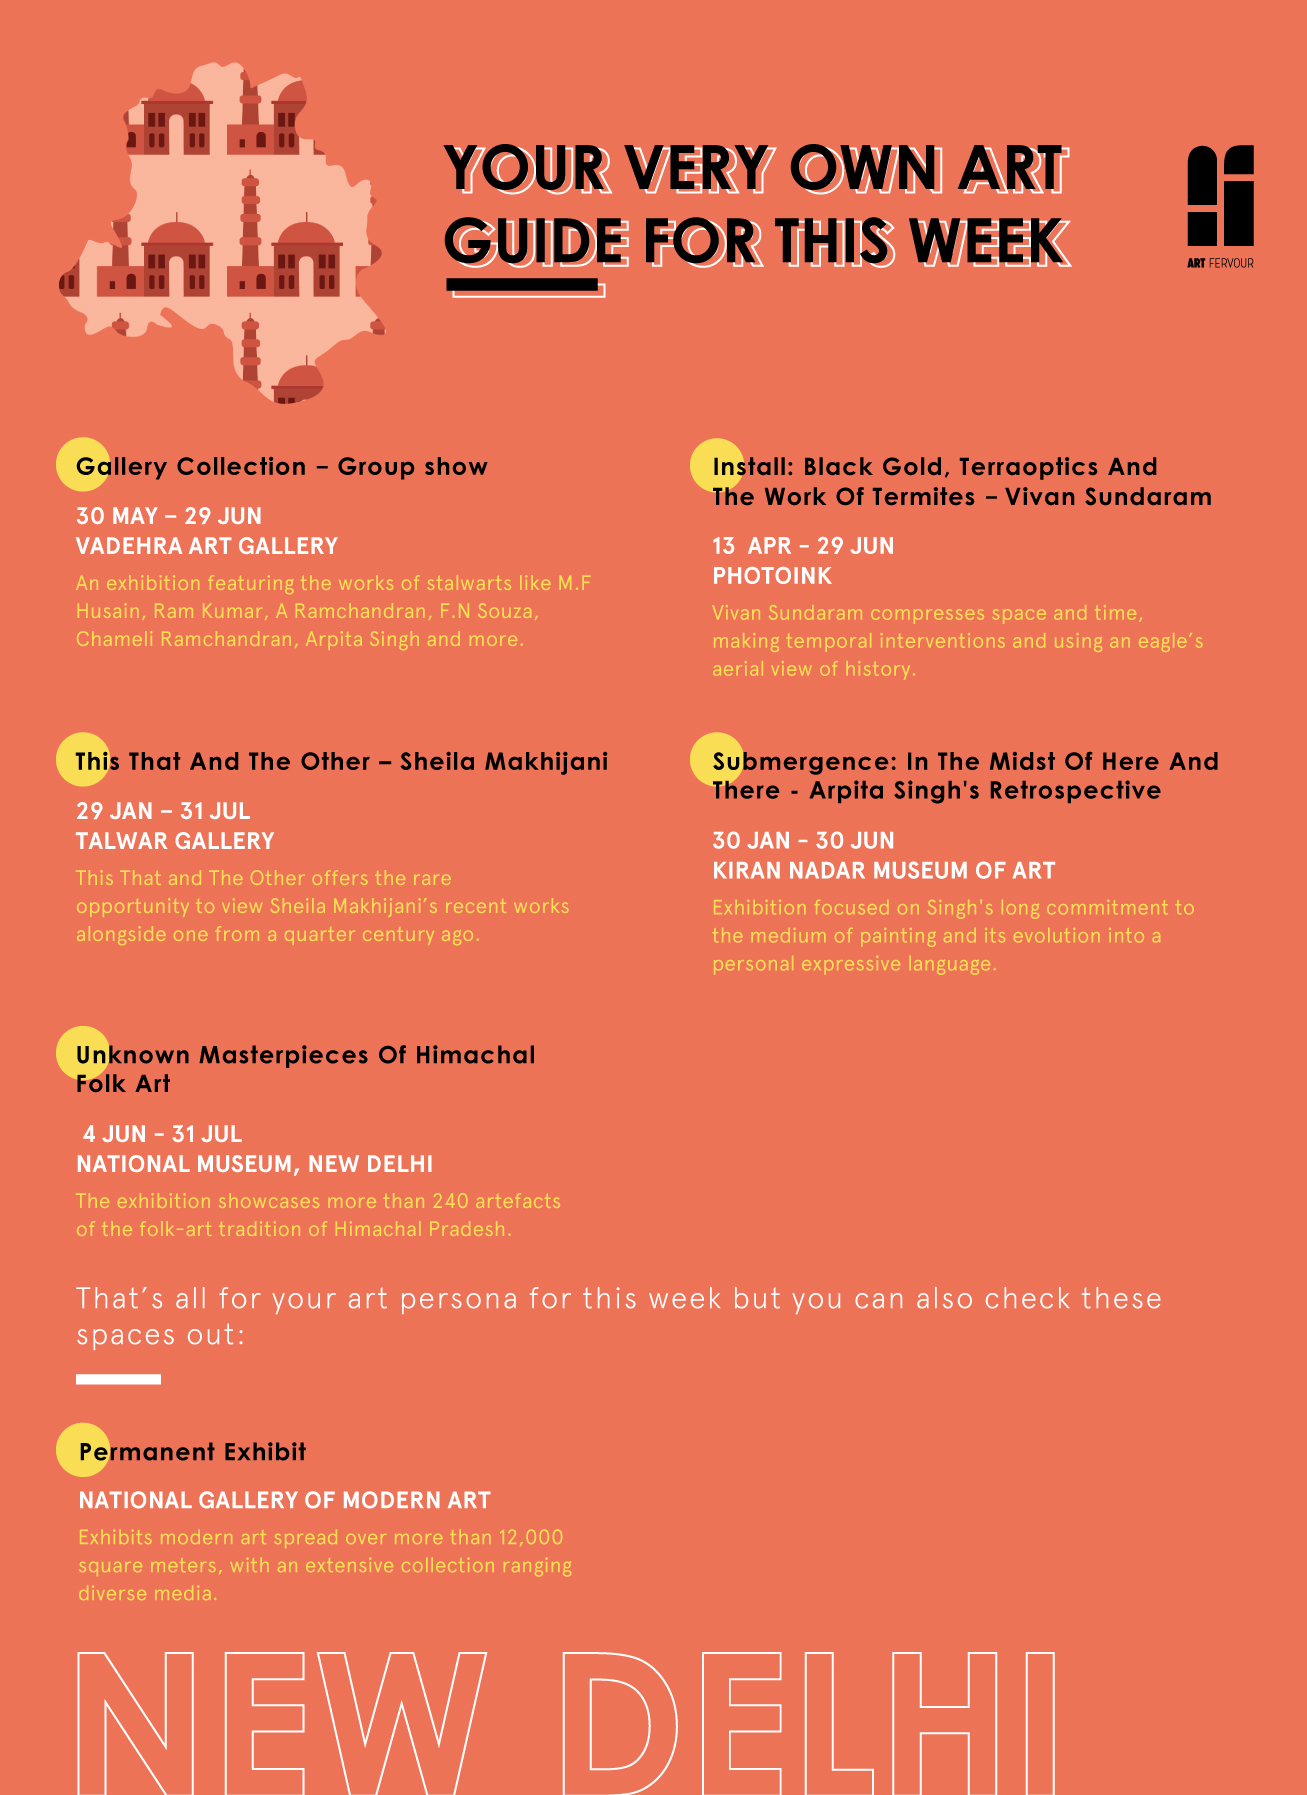 YOUR VERY OWN ART
GUIDE FOR THIS WEEK
ART FERVOUR
Gallery Collection – Group show
30 MAY – 29 JUN
VADEHRA ART GALLERY
An exhibition featuring the works of stalwarts like M.F
Husain, Ram Kumar, A Ramchandran, F.N Souza,
Chameli Ramchandran, Arpita Singh and more.
Install: Black Gold, Terraoptics And
The Work Of Termites – Vivan Sundaram
13 APR - 29 JUN
PHOTOINK
Vivan Sundaram compresses space and time,
making temporal interventions and using an eagle’s
aerial view of history.
This That And The Other – Sheila Makhijani
29 JAN – 31 JUL
TALWAR GALLERY
This That and The Other offers the rare
opportunity to view Sheila Makhijani’s recent works
alongside one from a quarter century ago.
Submergence: In The Midst Of Here And
There - Arpita Singh's Retrospective
30 JAN - 30 JUN
KIRAN NADAR MUSEUM OF ART
Exhibition focused on Singh's long commitment to
the medium of painting and its evolution into a
personal expressive language.
Unknown Masterpieces Of Himachal
Folk Art
4 JUN - 31 JUL
NATIONAL MUSEUM, NEW DELHI
The exhibition showcases more than 240 artefacts
of the folk-art tradition of Himachal Pradesh.
That’s all for your art persona for this week but you can also check these
spaces out:
Permanent Exhibit
NATIONAL GALLERY OF MODERN ART
Exhibits modern art spread over more than 12,000
square meters, with an extensive collection ranging
diverse media.
NEW DELHI